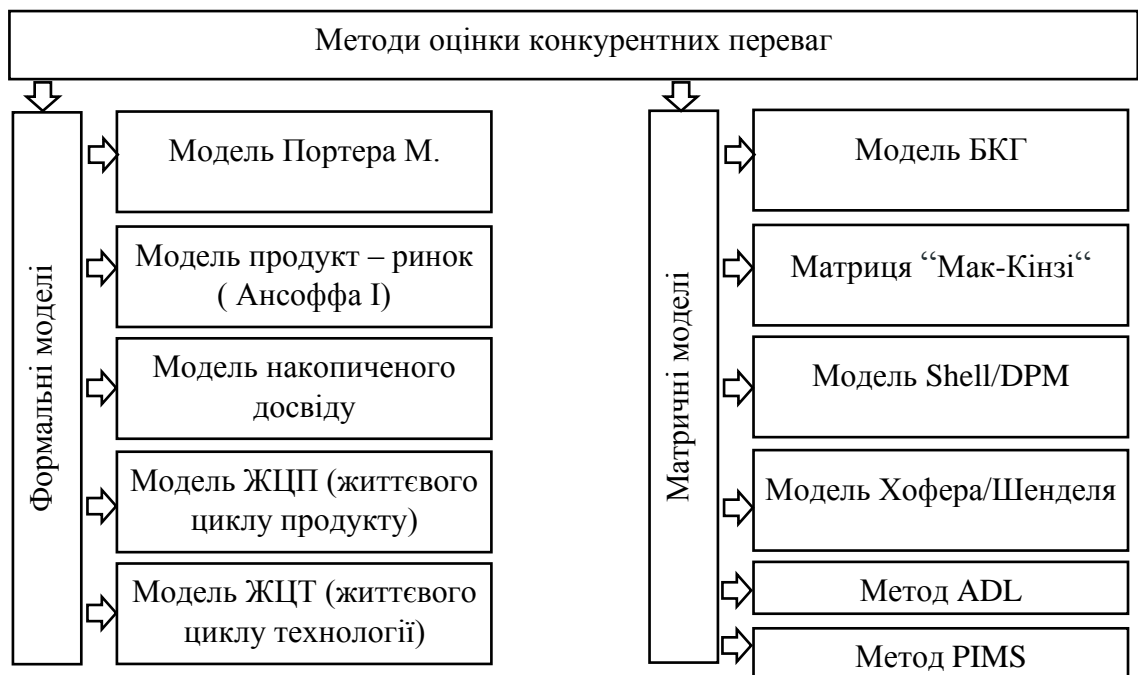 Методи оцінки конкурентних переваг
Формальні моделі
Модель Портера М.
Модель продукт – ринок
( Ансоффа І)
Модель накопиченого
досвіду
Модель ЖЦП (життєвого
циклу продукту)
Модель ЖЦТ (життєвого
циклу технології)
Матричні моделі
Модель БКГ
Матриця “Мак-Кінзі“
Модель Shell/DPM
Модель Хофера/Шенделя
Метод ADL
Метод PIMS